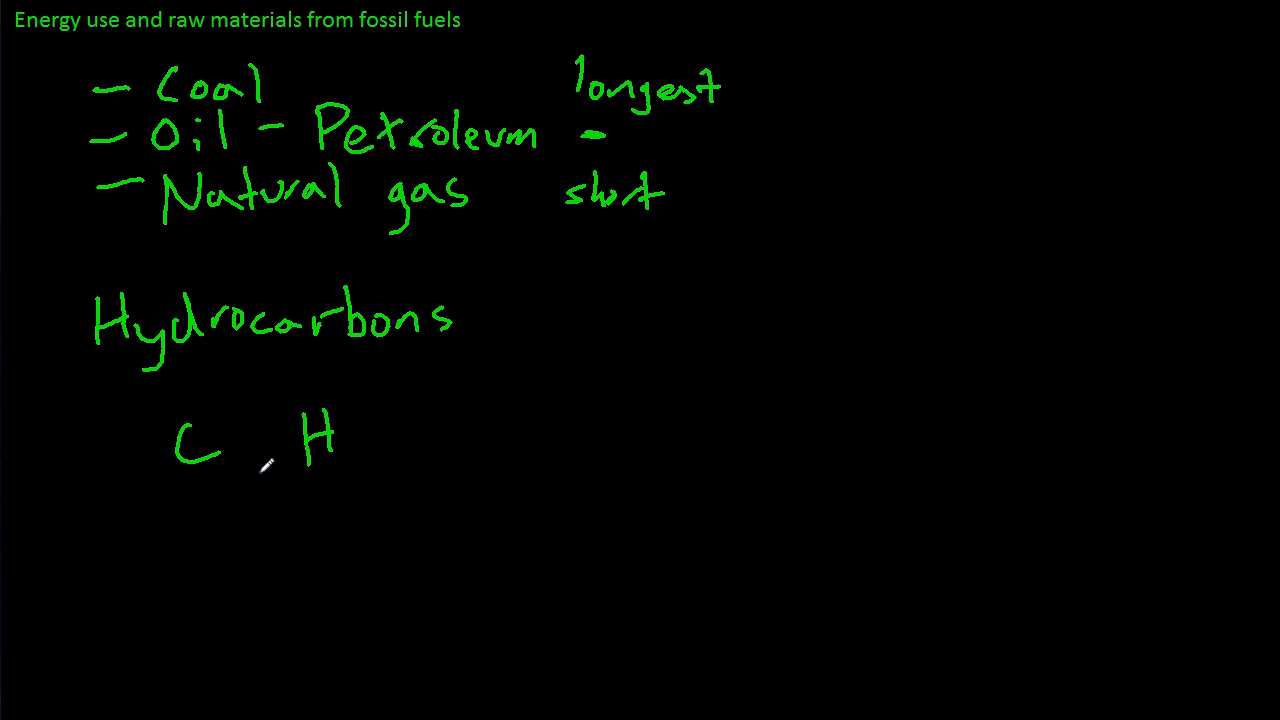 Energy use and raw materials from fossil fuels
– Coal longest
– Oil – Petroleum –
– Natural gas short
Hydrocarbons
C H